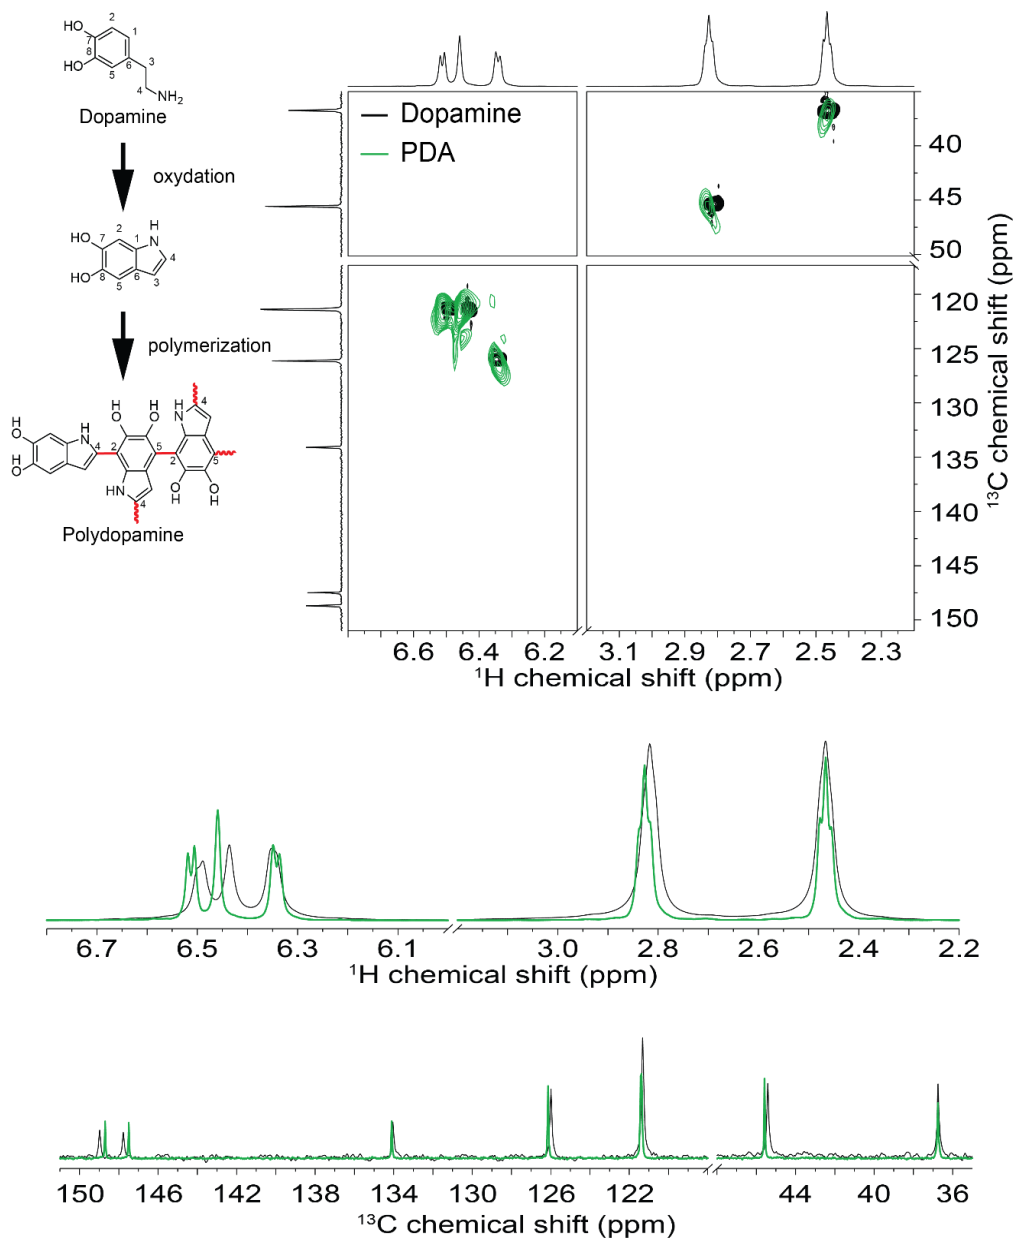 HO
2
1
7
8
HO
5
6
3
4
NH2
Dopamine
oxydation
H
N
2
7
1
HO
4
HO
8
6
5
3
polymerization
4
OH
OH
HN
HO
H
N
HO
4
2
5
2
5
HN
4
OH
OH
Polydopamine
Dopamine
PDA
40
45
50
120
125
130
135
140
145
150
13C chemical shift (ppm)
6.6 6.4 6.2 3.1 2.9 2.7 2.5 2.3
1H chemical shift (ppm)
6.7 6.5 6.3 6.1 3.0 2.8 2.6 2.4 2.2
1H chemical shift (ppm)
150 146 142 138 134 130 126 122 44 40 36
13C chemical shift (ppm)